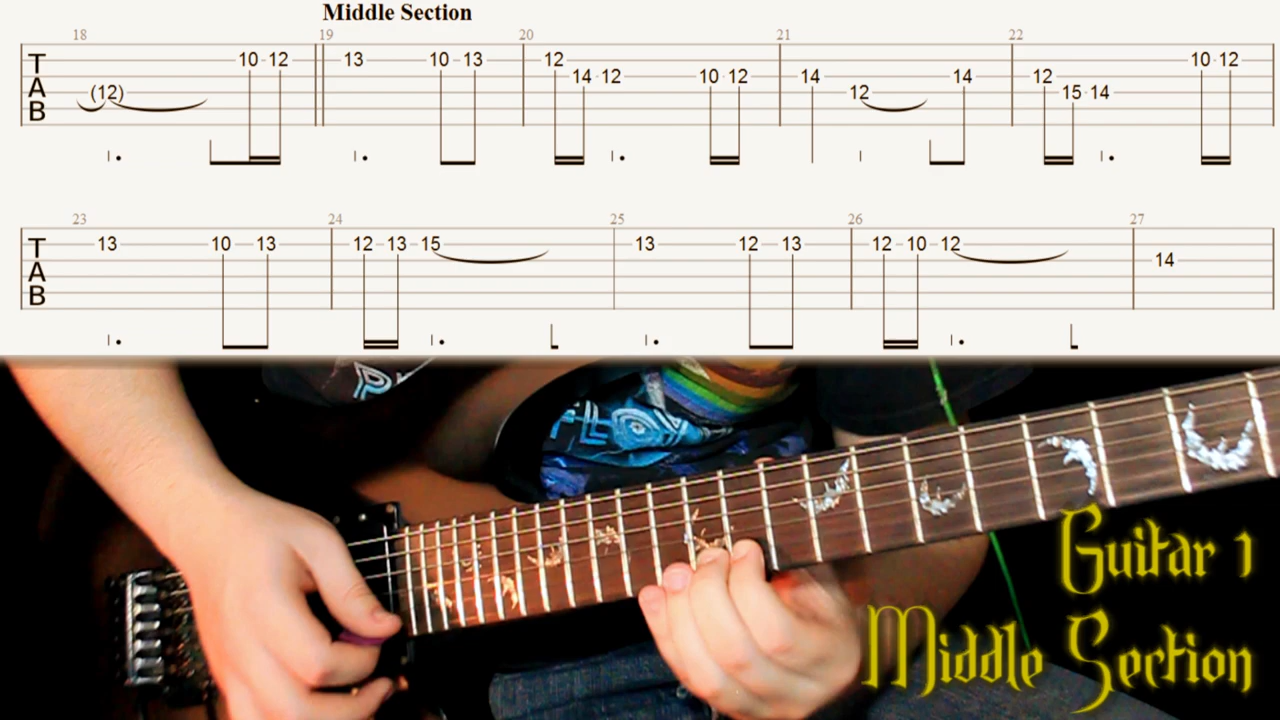 Middle Section
18 19 20 21 22
T A B (12) 10 12 13 10 13 12 14 12 10 12 14 12 14 12 15 14 10 12
23 24 25 26 27
T A B 13 10 13 12 13 15 13 12 13 12 10 12 14
Guitar 1
Middle Section